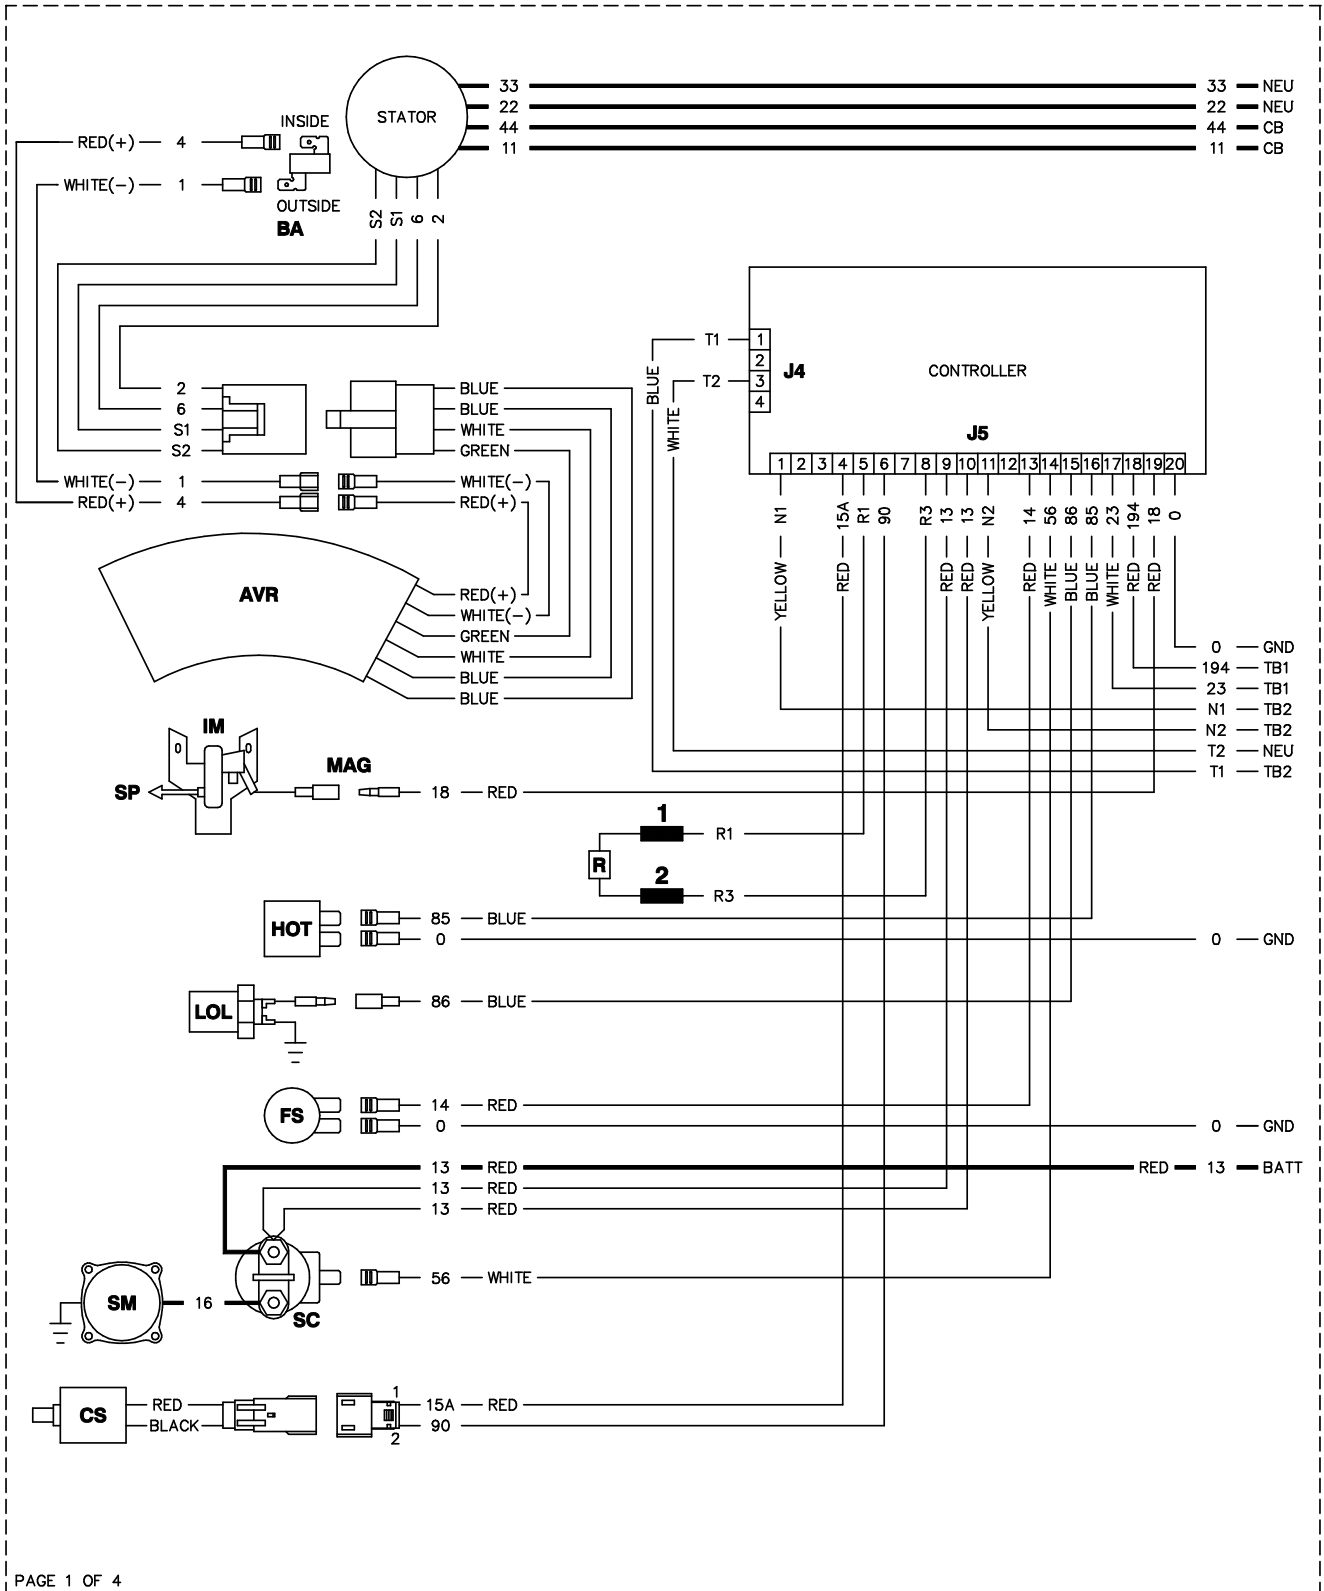 33 33 NEU
STATOR 22 22 NEU
INSIDE 44 44 CB
RED(+) 4 11 11 CB
WHITE(-) 1
OUTSIDE
BA
S2 S1 6 2
T1 1
2
BLUE T2 3 J4 CONTROLLER
4
WHITE
J5
2 BLUE
6 BLUE
S1 WHITE
S2 GREEN
1 2 3 4 5 6 7 8 9 10 11 12 13 14 15 16 17 18 19 20
WHITE(-) 1 WHITE(-)
RED(+) 4 RED(+)
N1 15A R1 90 R3 13 13 N2 14 56 86 85 23 194 18 0
YELLOW RED RED RED YELLOW RED WHITE BLUE BLUE WHITE RED RED
AVR
RED(+)
WHITE(-)
GREEN
WHITE
BLUE
BLUE
0 GND
194 TB1
23 TB1
N1 TB2
N2 TB2
T2 NEU
T1 TB2
IM
MAG
SP 18 RED
1
R1
R
2
R3
HOT 85 BLUE
0 0 GND
LOL 86 BLUE
FS 14 RED
0 0 GND
13 RED RED 13 BATT
13 RED
13 RED
56 WHITE
SM 16 SC
CS RED 1 15A RED
BLACK 2 90
PAGE 1 OF 4